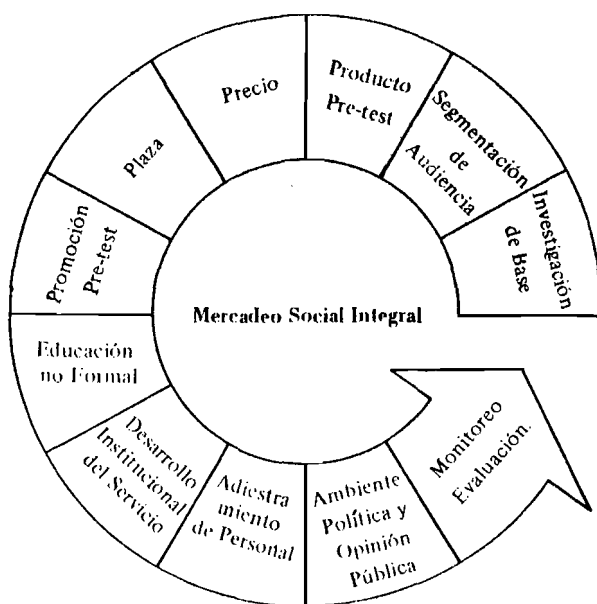 Precio
Producto
Pre-test
Segmentación
de
Audiencia
Investigación
de Base
Plaza
Promoción
Pre-test
Mercadeo Social Integral
Educación
no Formal
Desarrollo
Institucional
del Servicio
Adiestra
miento
de Personal
Ambiente
Política y
Opinión
Pública
Monitoreo
Evaluación.